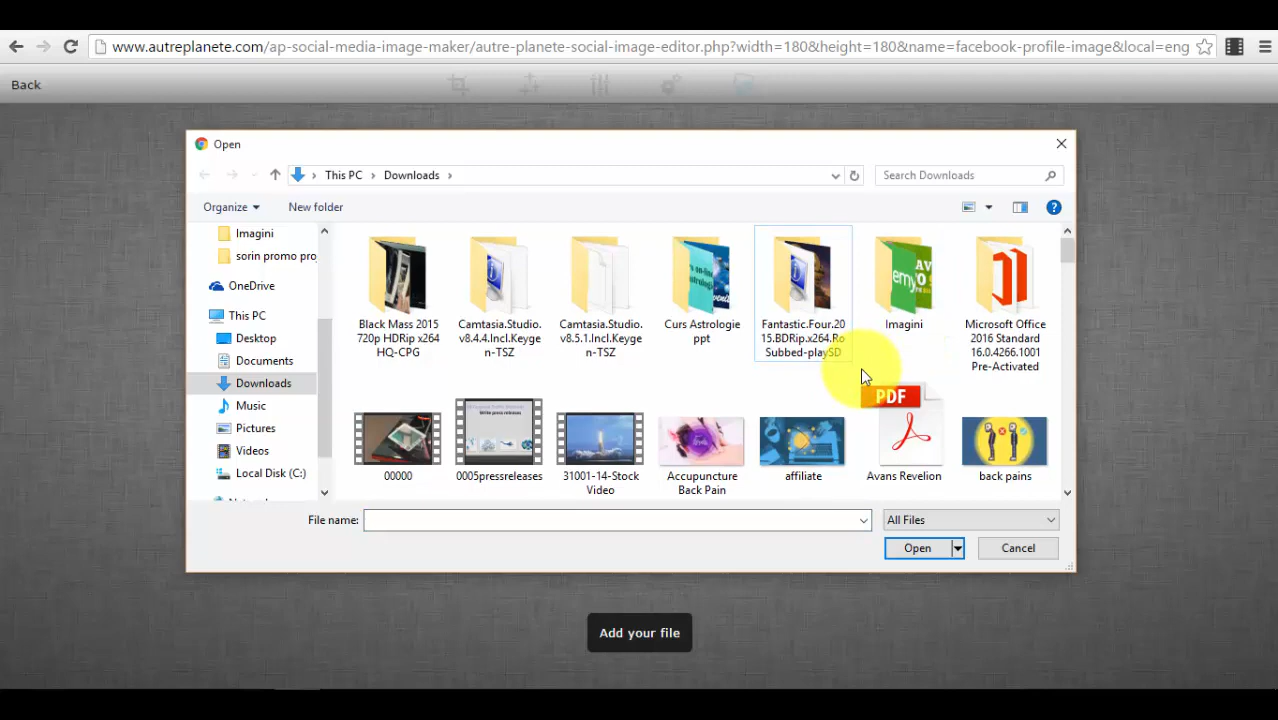 www.autreplanete.com/ap-social-media-image-maker/autre-planete-social-image-editor.php?width=180&height=180&name=facebook-profile-image&local=eng
Back
Open
This PC
Downloads
Search Downloads
Organize
New folder
Imagini
sorin promo pro
OneDrive
This PC
Desktop
Documents
Downloads
Music
Pictures
Videos
Local Disk (C:)
Black Mass 2015
720p HDRip x264
HQ-CPG
Camtasia.Studio.
v8.4.4.Incl.Keyge
n-TSZ
Camtasia.Studio.
v8.5.1.Incl.Keyge
n-TSZ
Curs Astrologie
ppt
Fantastic.Four.20
15.BDRip.x264.Ro
Subbed-playSD
Imagini
Microsoft Office
2016 Standard
16.0.4266.1001
Pre-Activated
PDF
00000
0005pressreleases
31001-14-Stock
Video
Accupuncture
Back Pain
affiliate
Avans Revelion
back pains
File name:
All Files
Open
Cancel
Add your file